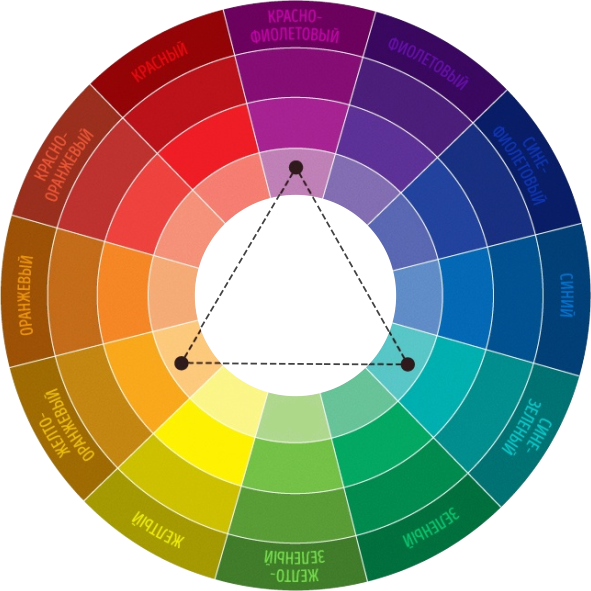 КРАСНО-
ФИОЛЕТОВЫЙ
ФИОЛЕТОВЫЙ
СИНЕ-
ФИОЛЕТОВЫЙ
СИНИЙ
СИНЕ-
ЗЕЛЕНЫЙ
ЗЕЛЕНЫЙ
ЖЕЛТО-
ЗЕЛЕНЫЙ
ЖЕЛТЫЙ
ЖЕЛТО-
ОРАНЖЕВЫЙ
ОРАНЖЕВЫЙ
КРАСНО-
ОРАНЖЕВЫЙ
КРАСНЫЙ